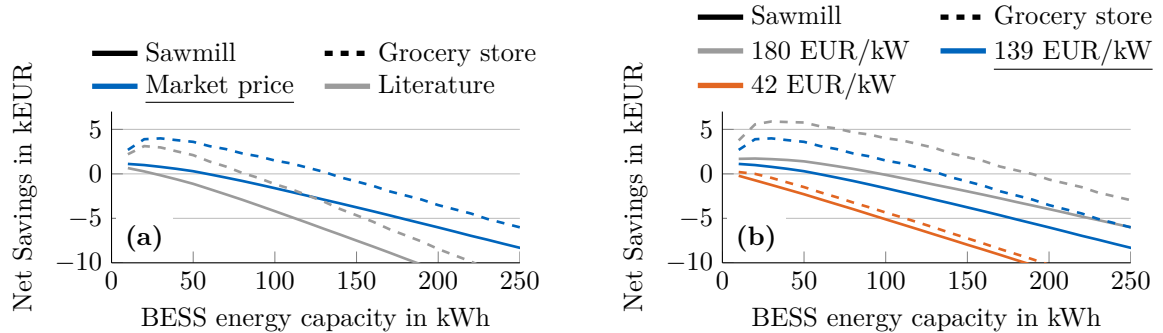 Sawmill
Grocery store
Market price
Literature
Net Savings in kEUR
5
0
−5
−10
(a)
0
50
100
150
200
250
BESS energy capacity in kWh
Sawmill
Grocery store
180 EUR/kW
139 EUR/kW
42 EUR/kW
Net Savings in kEUR
5
0
−5
−10
(b)
0
50
100
150
200
250
BESS energy capacity in kWh